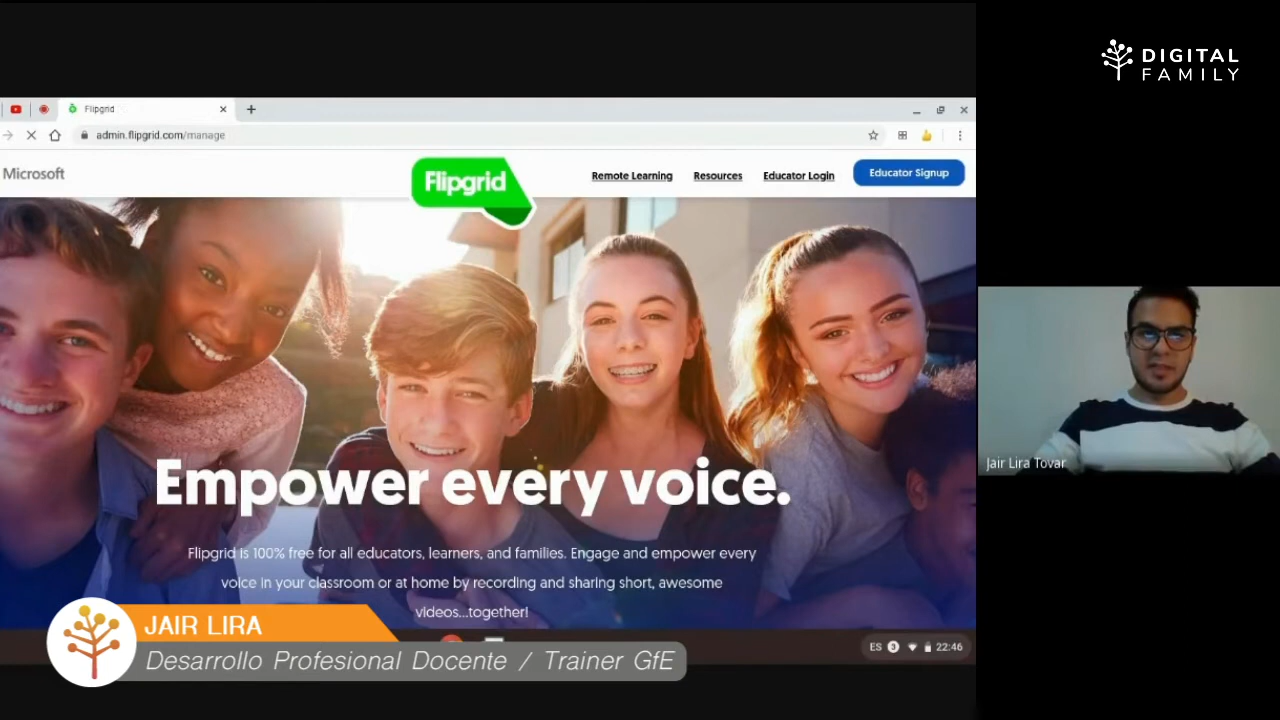 DIGITAL
FAMILY
Flipgrid
admin.flipgrid.com/manage
Microsoft
Flipgrid
Remote Learning
Resources
Educator Login
Educator Signup
Empower every voice.
Flipgrid is 100% free for all educators, learners, and families. Engage and empower every
voice in your classroom or at home by recording and sharing short, awesome
videos...together!
Jair Lira Tovar
JAIR LIRA
Desarrollo Profesional Docente / Trainer GfE
ES 3 22:46